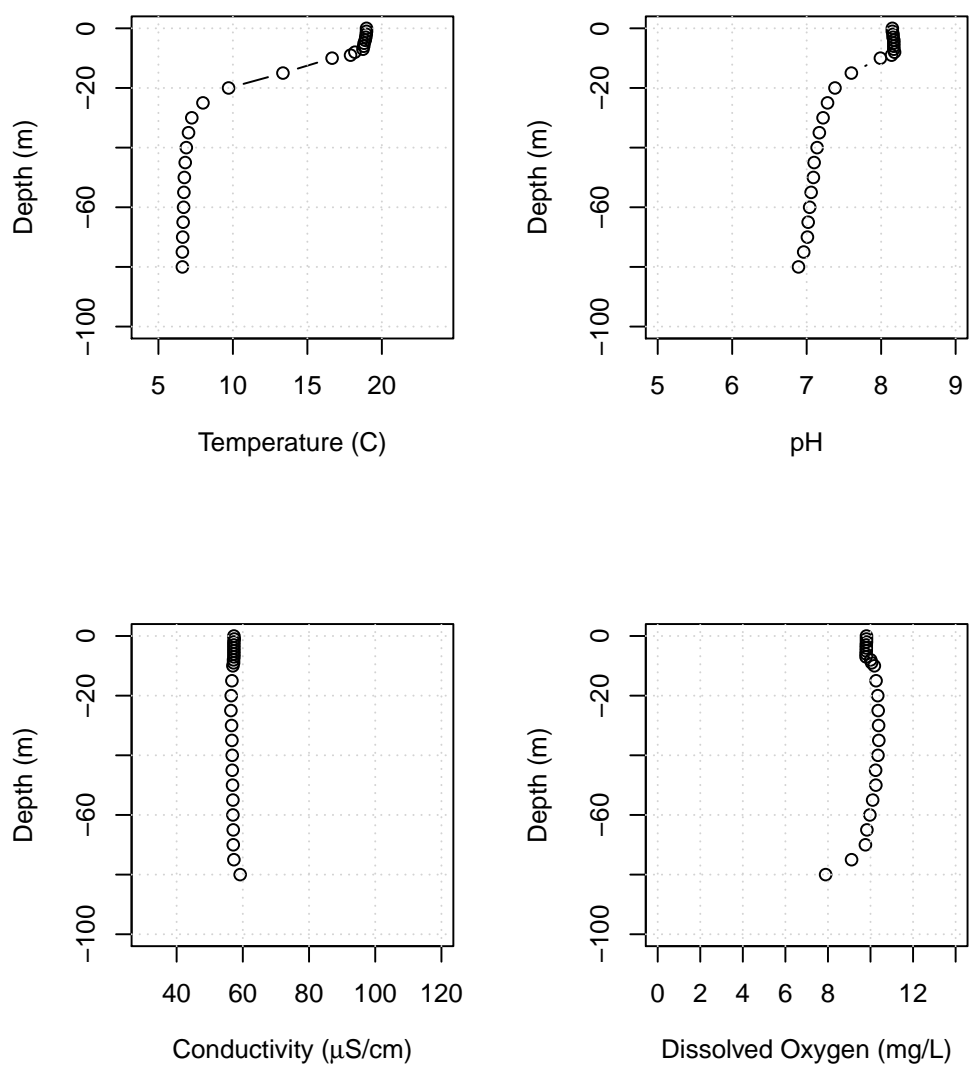 0
−20
−60
−100
Depth (m)
5 10 15 20
Temperature (C)
0
−20
−60
−100
Depth (m)
5 6 7 8 9
pH
0
−20
−60
−100
Depth (m)
40 60 80 100 120
Conductivity (μS/cm)
0
−20
−60
−100
Depth (m)
0 2 4 6 8 12
Dissolved Oxygen (mg/L)